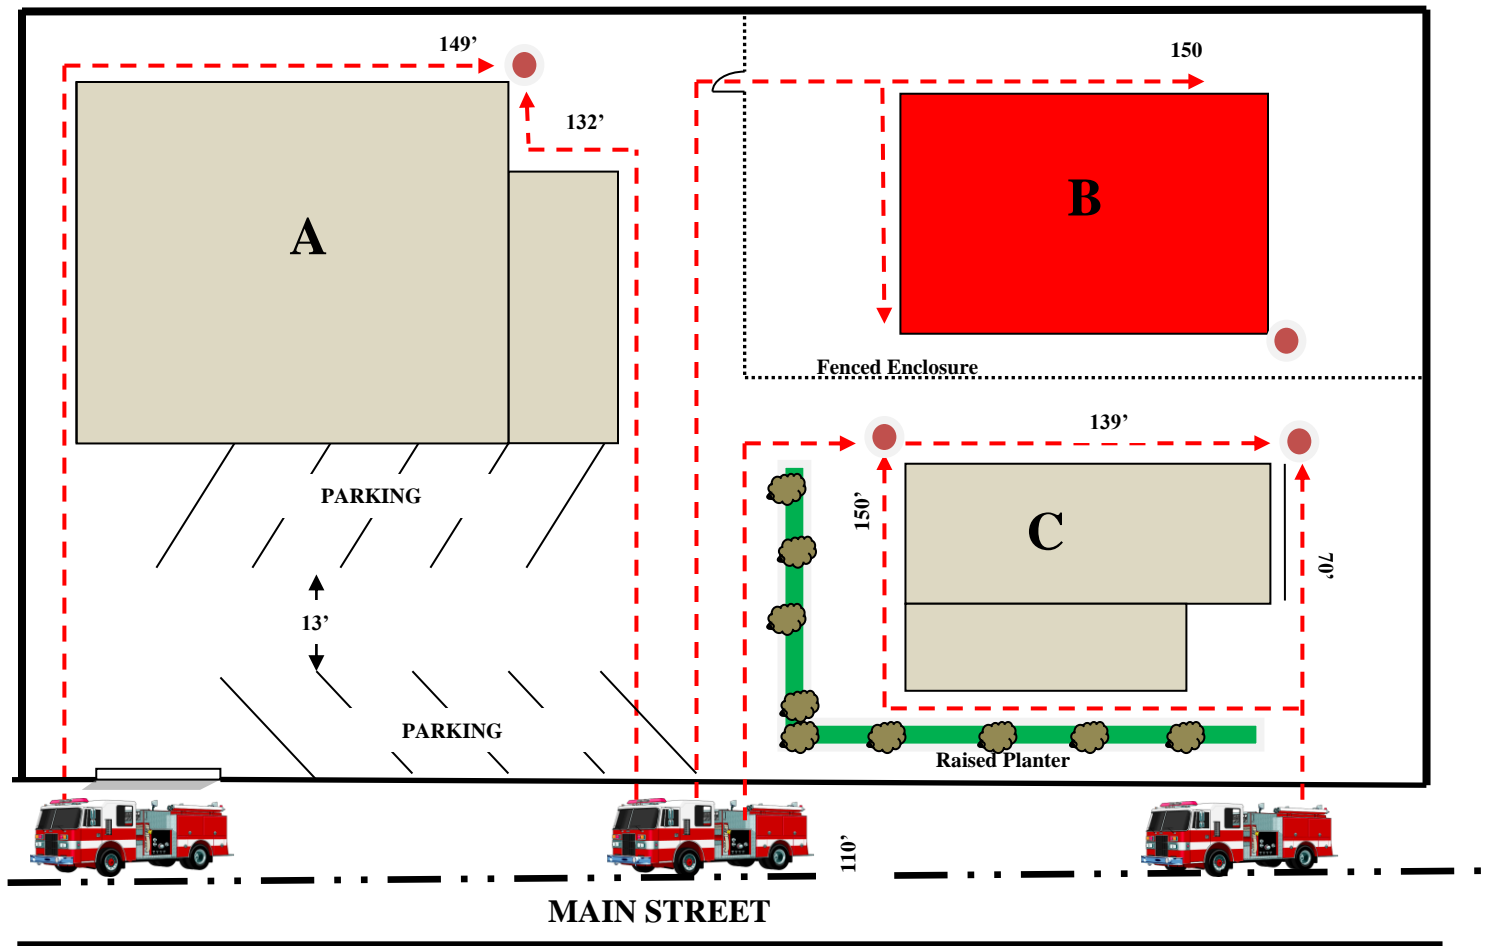 149’
150
132’
A
B
Fenced Enclosure
139’
PARKING
150’
C
70’
13’
PARKING
Raised Planter
110’
MAIN STREET